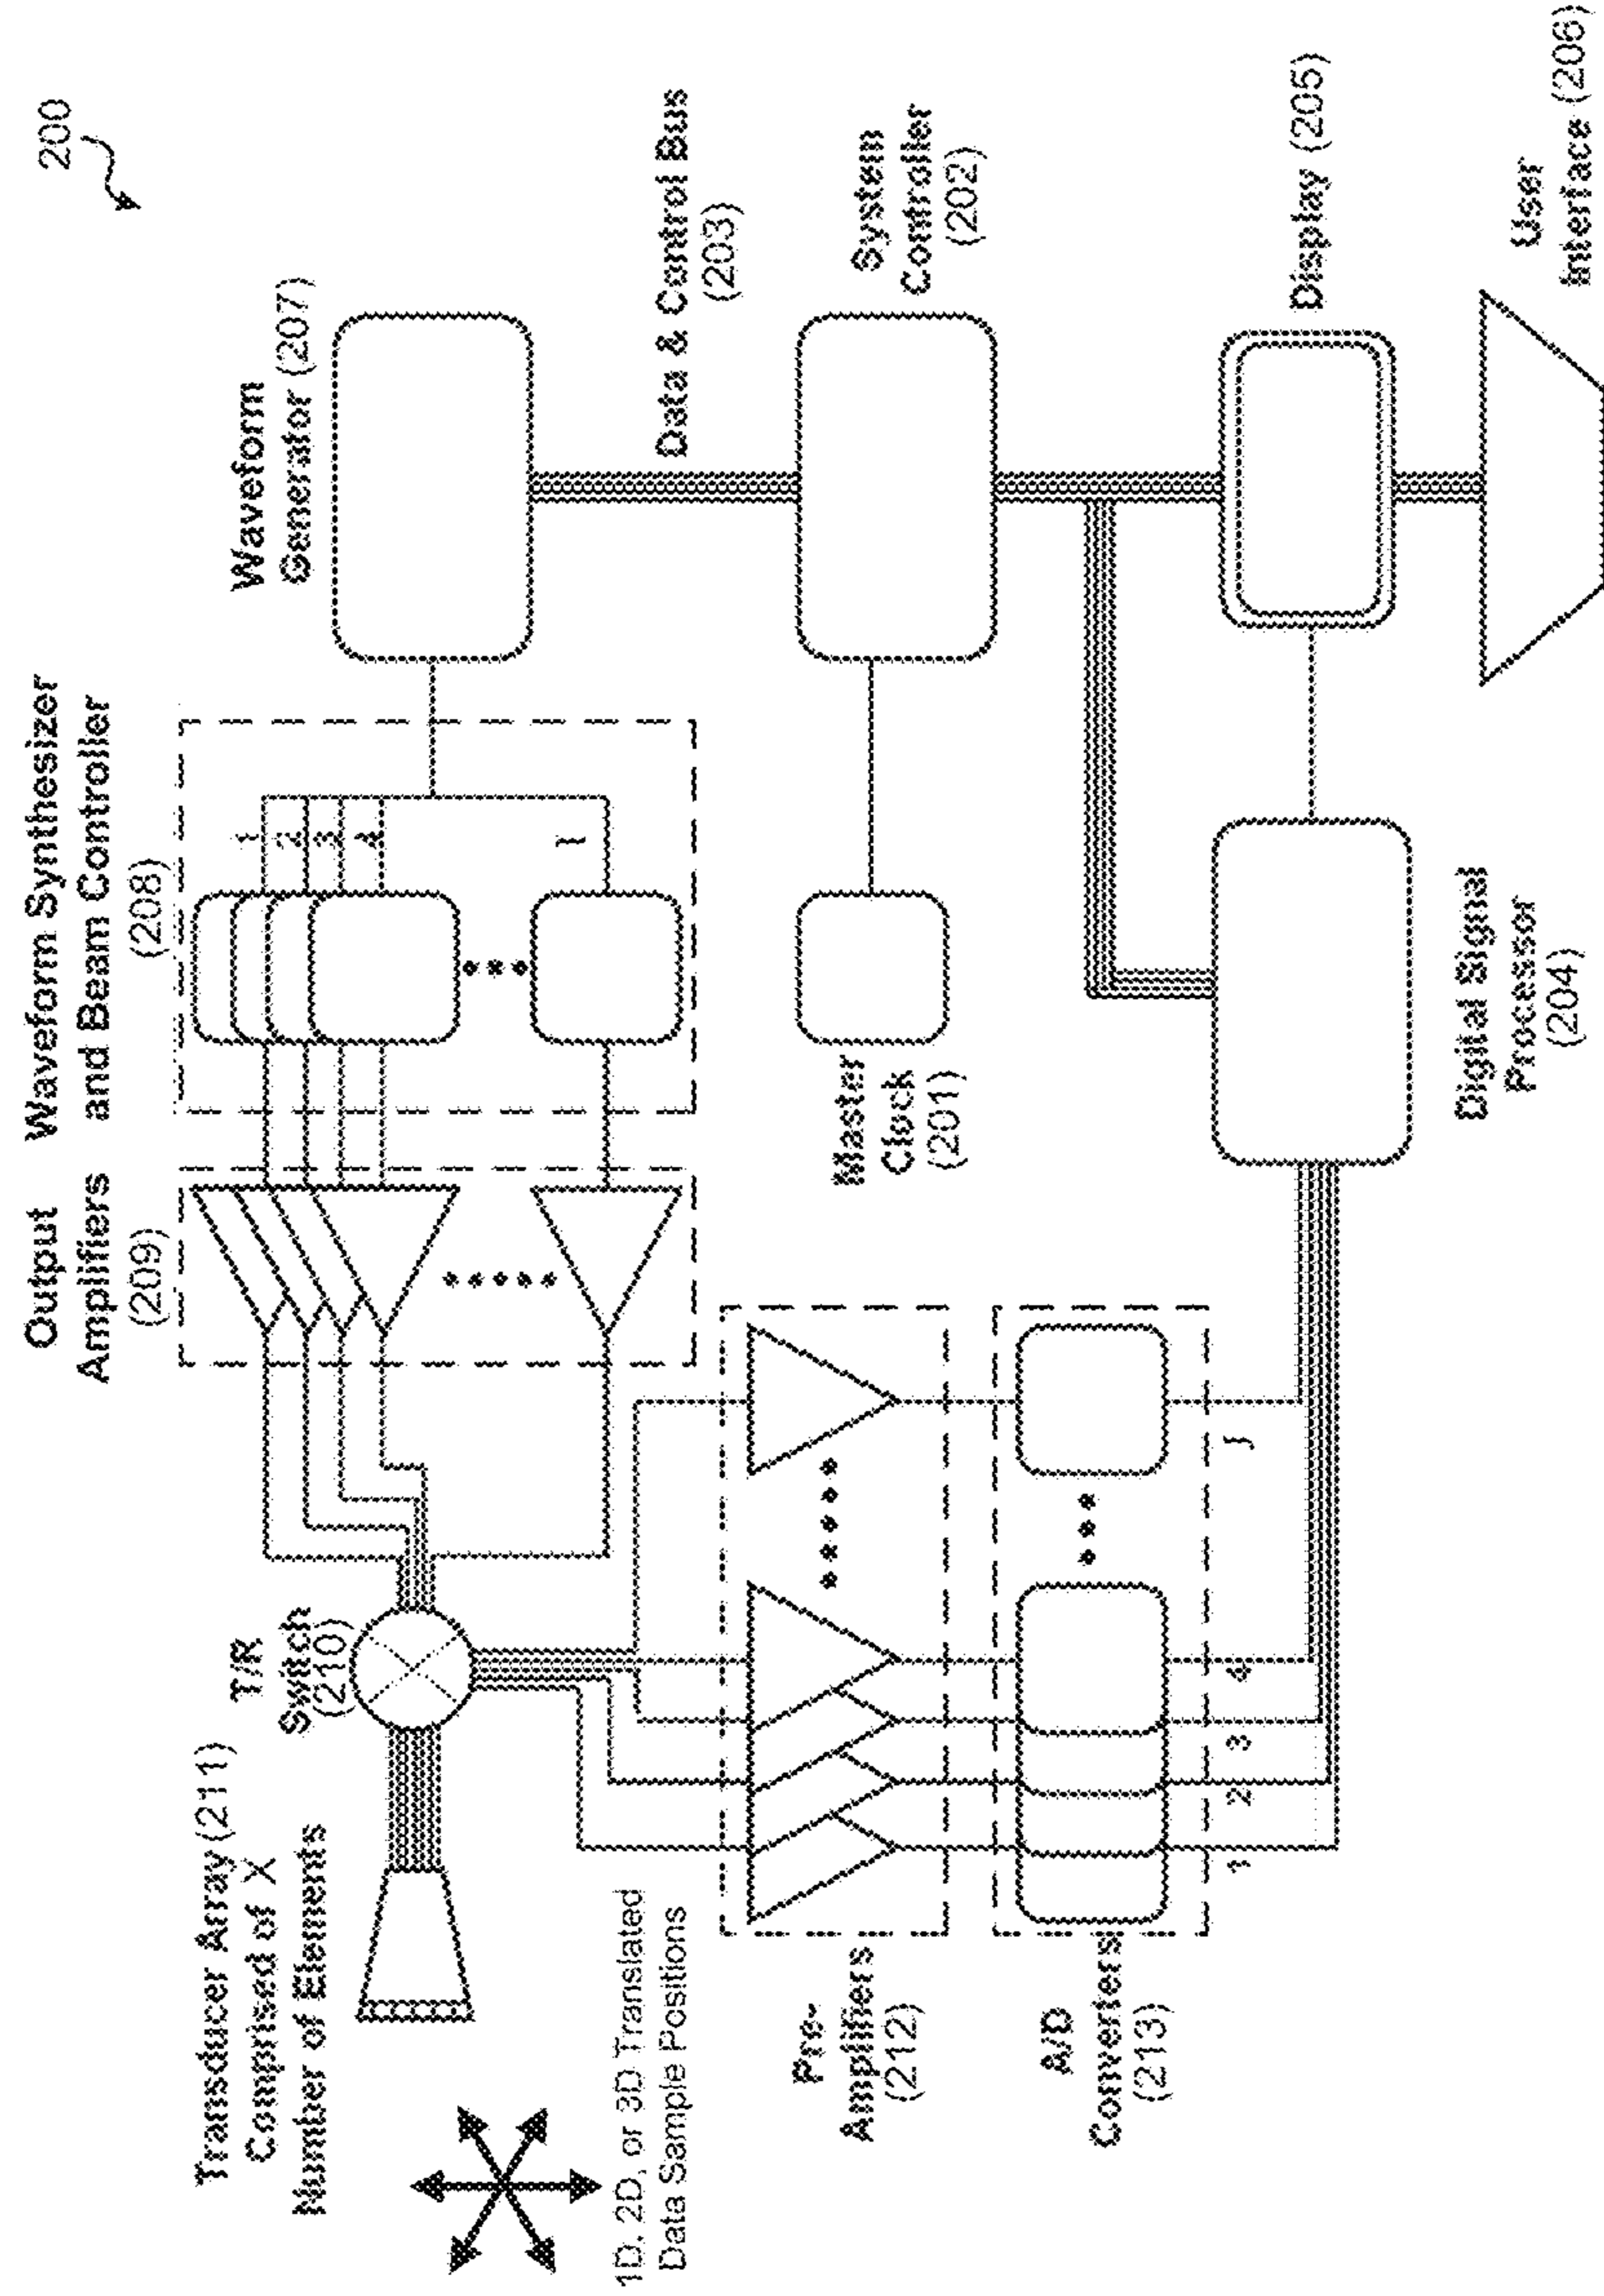 200
Waveform Synthesizer
and Beam Controller
(208)
Output
Amplifiers
(209)
Waveform
Generator (207)
T/R
Switch
(210)
Transducer Array (211)
Comprised of X
Number of Elements
1
2
3
4
Data & Control Bus
(203)
System
Controller
(202)
Master
Clock
(201)
1D, 2D, or 3D Translated
Data Sample Positions
Pre-
Amplifiers
(212)
A/D
Converters
(213)
1
2
3
4
Display (205)
Digital Signal
Processor
(204)
User
Interface (206)